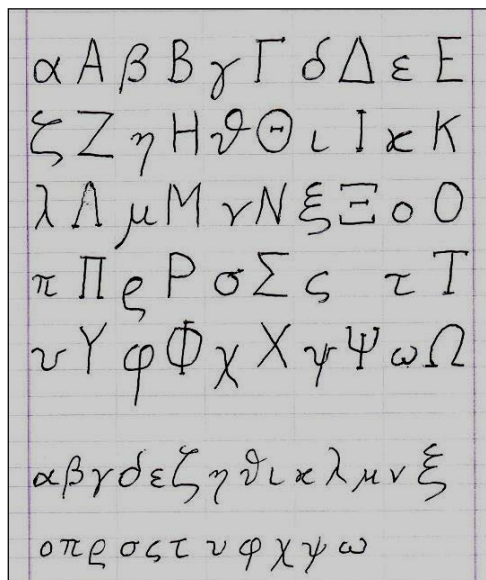 α Α β Β γ Γ δ Δ ε Ε
ζ Ζ η Η ϑ Θ ι Ι ϰ Κ
λ Λ μ Μ ν Ν ξ Ξ ο Ο
π Π ρ Ρ σ Σ ς τ Τ
υ Υ φ Φ χ Χ ψ Ψ ω Ω
α β γ δ ε ζ η ϑ ι ϰ λ μ ν ξ
ο π ρ σ ς τ υ φ χ ψ ω